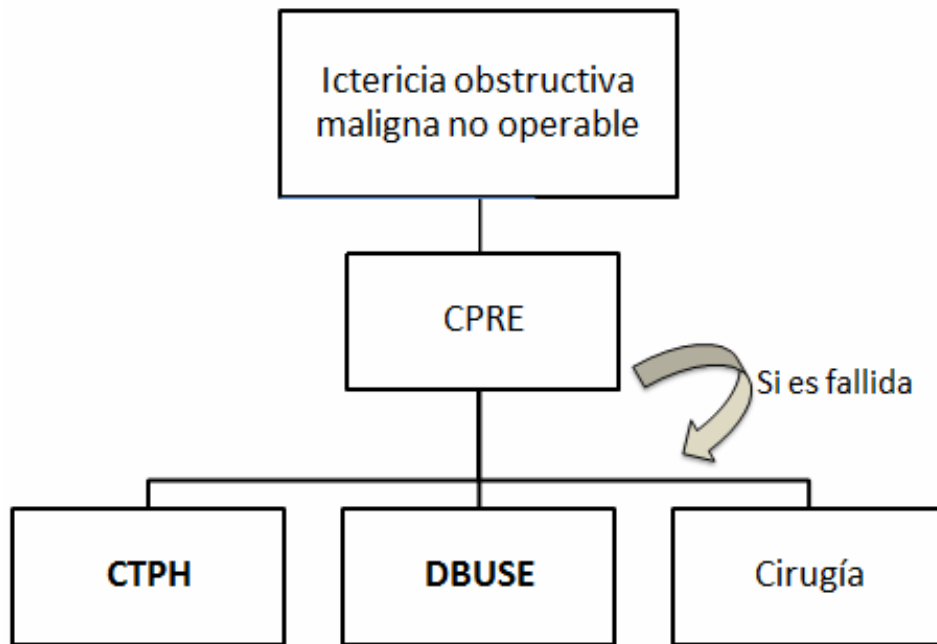 Ictericia obstructiva
maligna no operable
CPRE
Si es fallida
CTPH
DBUSE
Cirugía